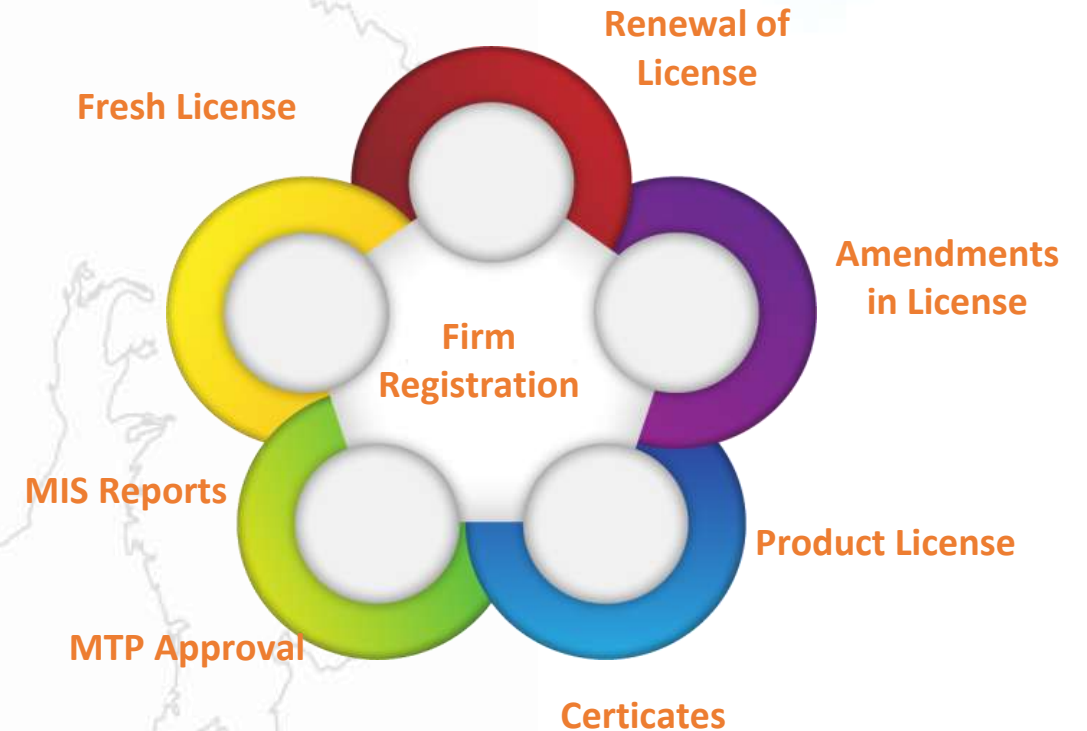 Renewal of
License
Fresh License
Amendments
in License
Firm
Registration
MIS Reports
Product License
MTP Approval
Certicates